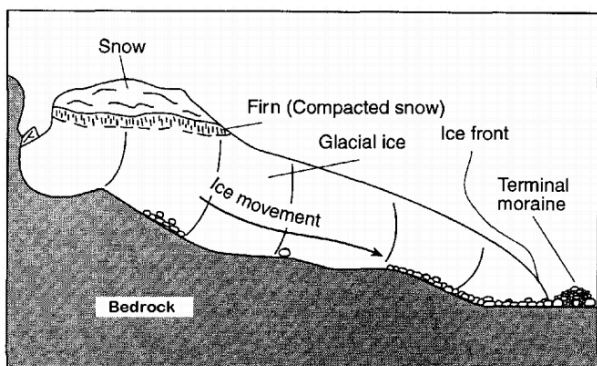 Snow
Firn (Compacted snow)
Glacial ice
Ice front
Terminal
moraine
Ice movement
Bedrock